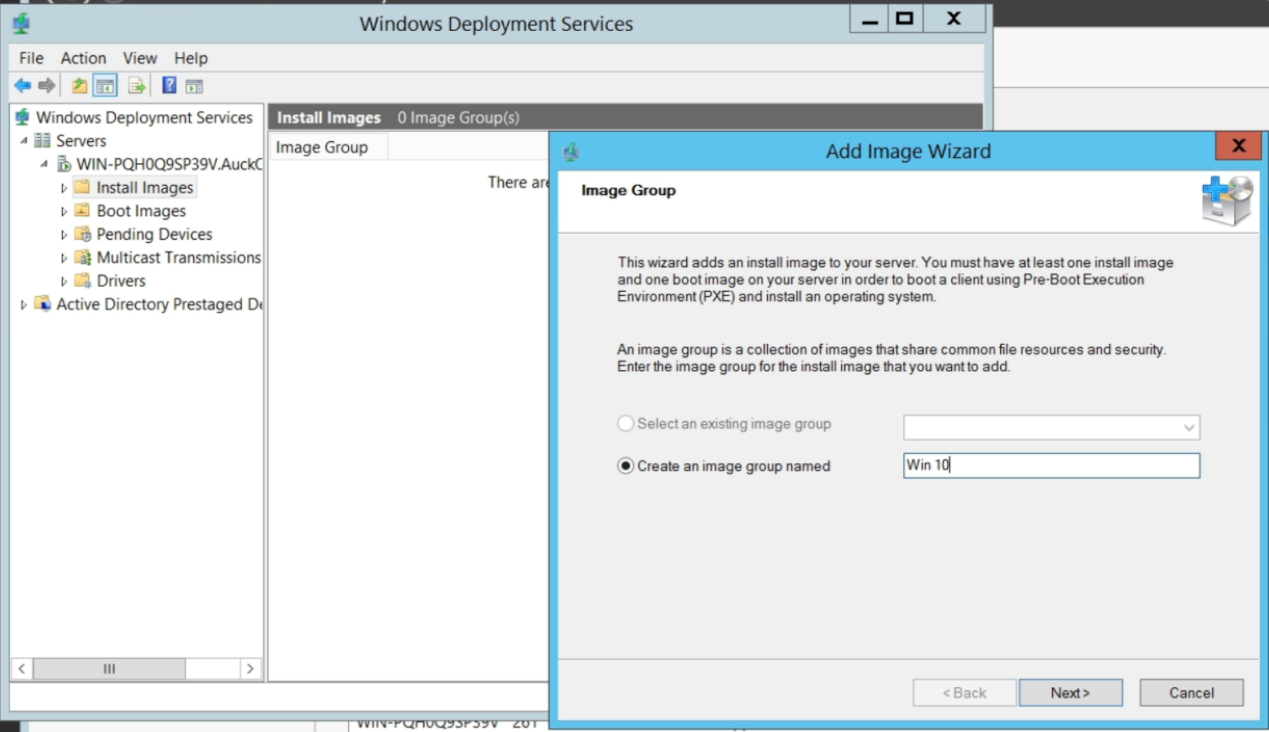 Windows Deployment Services
File Action View Help
Windows Deployment Services
Servers
WIN-PQH0Q9SP39V.AuckC
Install Images
Boot Images
Pending Devices
Multicast Transmissions
Drivers
Active Directory Prestaged De
Install Images 0 Image Group(s)
Image Group
There are
Add Image Wizard
Image Group
This wizard adds an install image to your server. You must have at least one install image
and one boot image on your server in order to boot a client using Pre-Boot Execution
Environment (PXE) and install an operating system.
An image group is a collection of images that share common file resources and security.
Enter the image group for the install image that you want to add.
Select an existing image group
Create an image group named
Win 10
< Back Next > Cancel
WIN-PQH0Q9SP39V 261